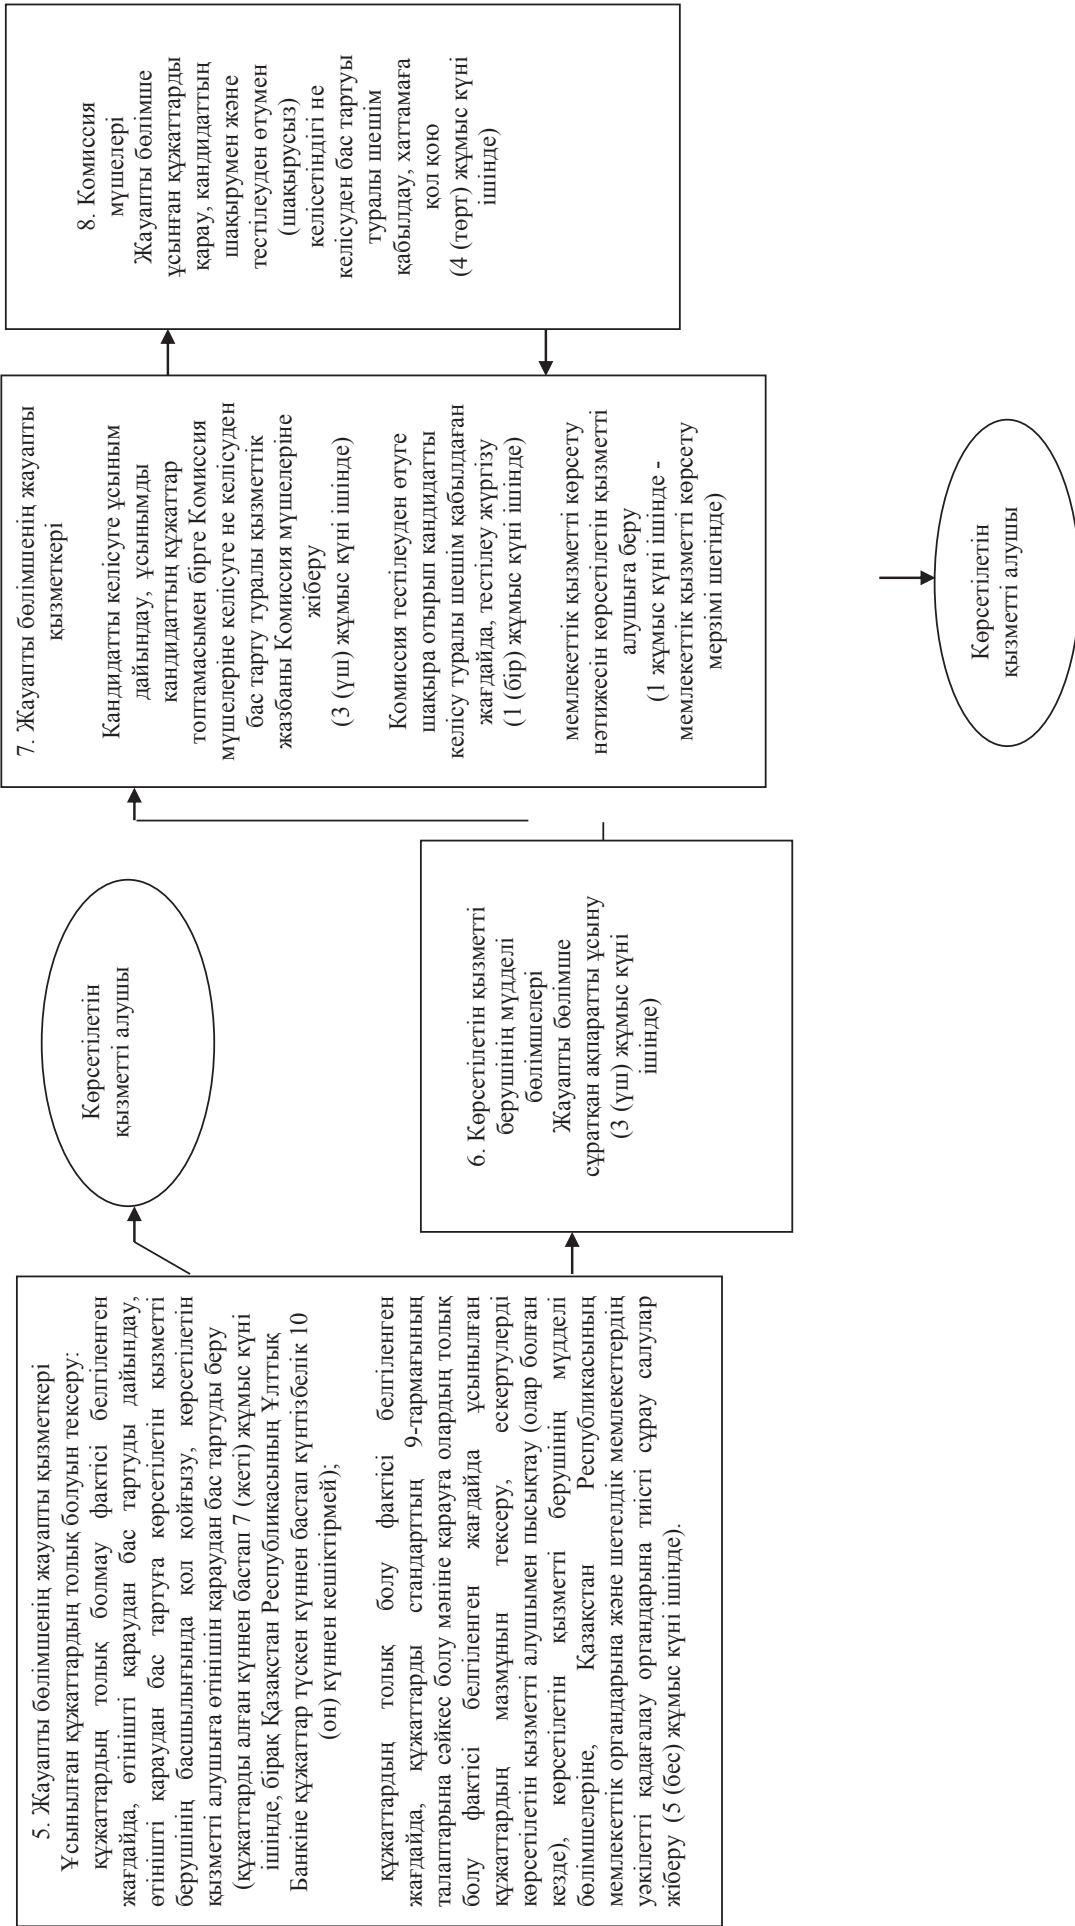 5. Жауапты бөлімшенің жауапты қызметкері
Ұсынылған құжаттардың толық болуын тексеру:
құжаттардың толық болмау фактісі белгіленген
жағдайда, өтінішті қараудан бас тартуды дайындау,
өтінішті қараудан бас тартуға көрсетілетін қызметті
берушінің басшылығында қол қойғызу, көрсетілетін
қызметті алушыға өтінішін қараудан бас тартуды беру
(құжаттарды алған күннен бастап 7 (жеті) жұмыс күні
ішінде, бірақ Қазақстан Республикасының Ұлттық
Банкіне құжаттар түскен күннен бастап күнтізбелік 10
(он) күннен кешіктірмей);
құжаттардың толық болу фактісі белгіленген
жағдайда, құжаттарды стандарттың 9-тармағының
талаптарына сәйкес болу мәніне қарауға олардың толық
болу фактісі белгіленген жағдайда ұсынылған
құжаттардың мазмұнын тексеру, ескертулерді
көрсетілетін қызметті алушымен пысықтау (олар болған
кезде), көрсетілетін қызметті берушінің мүдделі
бөлімшелеріне, Қазақстан Республикасының
мемлекеттік органдарына және шетелдік мемлекеттердің
уәкілетті қадағалау органдарына тиісті сұрау салулар
жіберу (5 (бес) жұмыс күні ішінде).
Көрсетілетін
қызметті алушы
6. Көрсетілетін қызметті
берушінің мүдделі
бөлімшелері
Жауапты бөлімше
сұратқан ақпаратты ұсыну
(3 (үш) жұмыс күні
ішінде)
7. Жауапты бөлімшенің жауапты
қызметкері
Кандидатты келісуге ұсыным
дайындау, ұсынымды
кандидаттың құжаттар
топтамасымен бірге Комиссия
мүшелеріне келісуге не келісуден
бас тарту туралы қызметтік
жазбаны Комиссия мүшелеріне
жіберу
(3 (үш) жұмыс күні ішінде)
Комиссия тестілеуден өтуге
шақыра отырып кандидатты
келісу туралы шешім қабылдаған
жағдайда, тестілеу жүргізу
(1 (бір) жұмыс күні ішінде)
мемлекеттік қызметті көрсету
нәтижесін көрсетілетін қызметті
алушыға беру
(1 жұмыс күні ішінде -
мемлекеттік қызметті көрсету
мерзімі шегінде)
8. Комиссия
мүшелері
Жауапты бөлімше
ұсынған құжаттарды
қарау, кандидаттың
шақырумен және
тестілеуден өтумен
(шақырусыз)
келісетіндігі не
келісуден бас тартуы
туралы шешім
қабылдау, хаттамаға
қол қою
(4 (төрт) жұмыс күні
ішінде)
Көрсетілетін
қызметті алушы